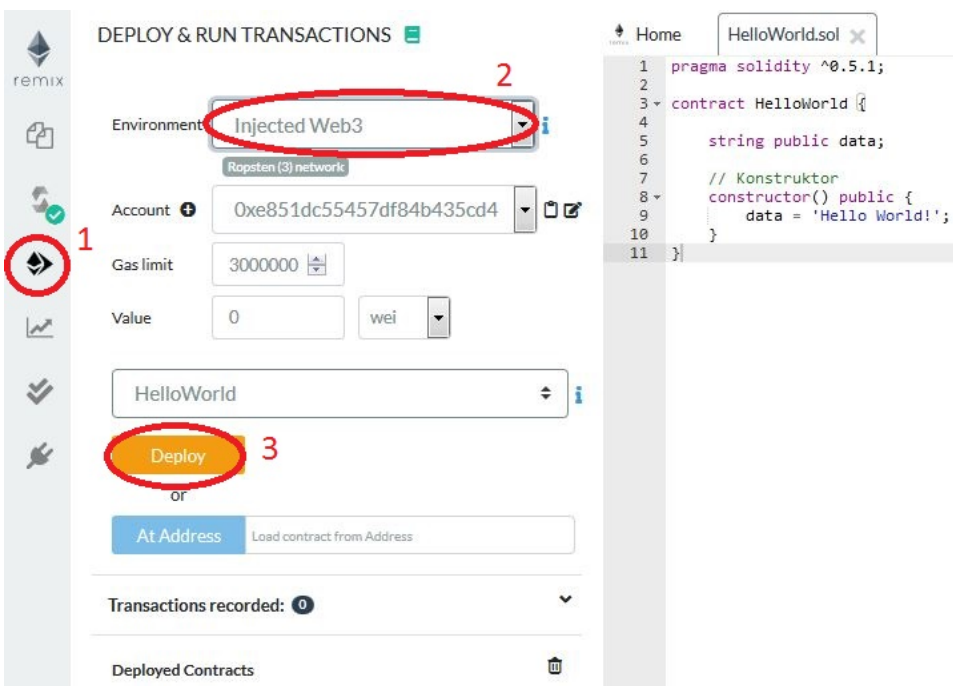 remix
DEPLOY & RUN TRANSACTIONS
2
Environment
Injected Web3
Ropsten (3) network
Account
0xe851dc55457df84b435cd4
1
Gas limit
3000000
Value
0
wei
HelloWorld
Deploy
3
or
At Address
Load contract from Address
Transactions recorded: 0
Deployed Contracts
Home
HelloWorld.sol
1 pragma solidity ^0.5.1;
2
3 contract HelloWorld {
4
5 string public data;
6
7 // Konstruktor
8 constructor() public {
9 data = 'Hello World!';
10 }
11 }